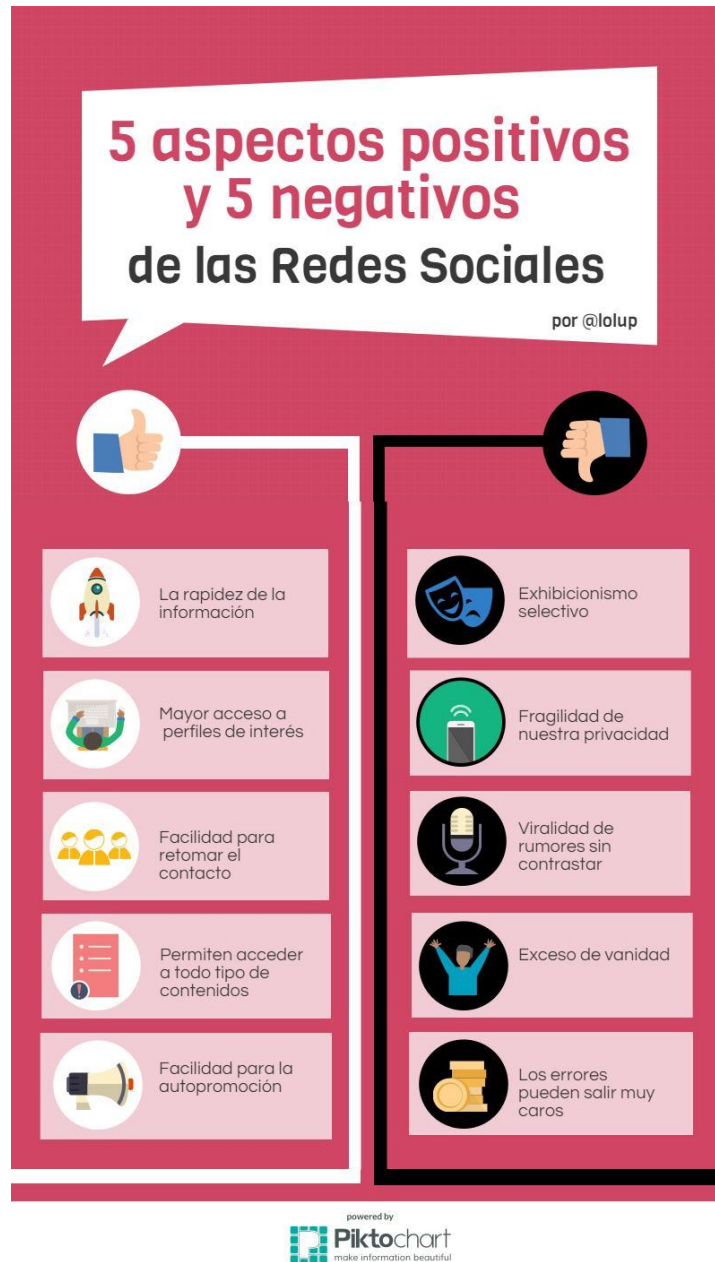 5 aspectos positivos
y 5 negativos
de las Redes Sociales
por @lolup
La rapidez de la
información
Mayor acceso a
perfiles de interés
Facilidad para
retomar el
contacto
Permiten acceder
a todo tipo de
contenidos
Facilidad para la
autopromoción
Exhibicionismo
selectivo
Fragilidad de
nuestra privacidad
Viralidad de
rumores sin
contrastar
Exceso de vanidad
Los errores
pueden salir muy
caros
powered by
Piktochart
make information beautiful